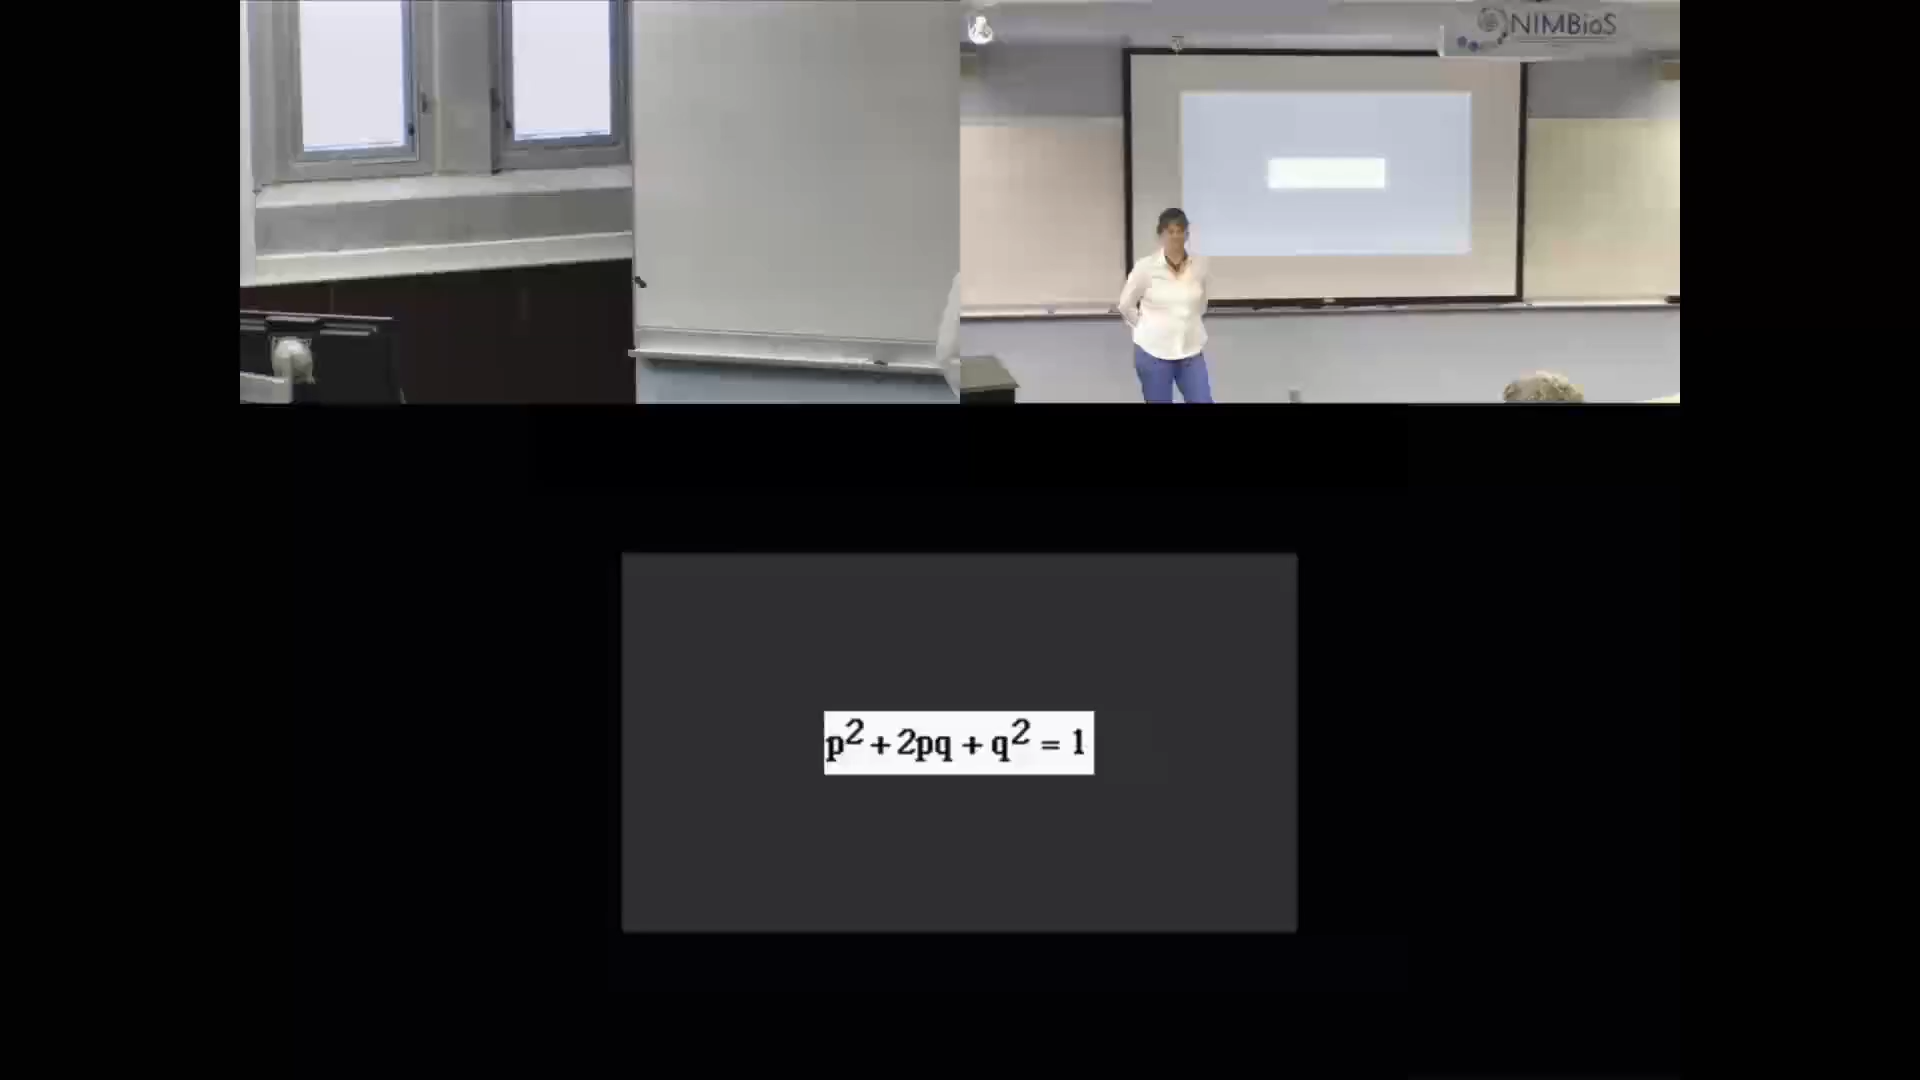 NIMBioS
p² + 2pq + q² = 1